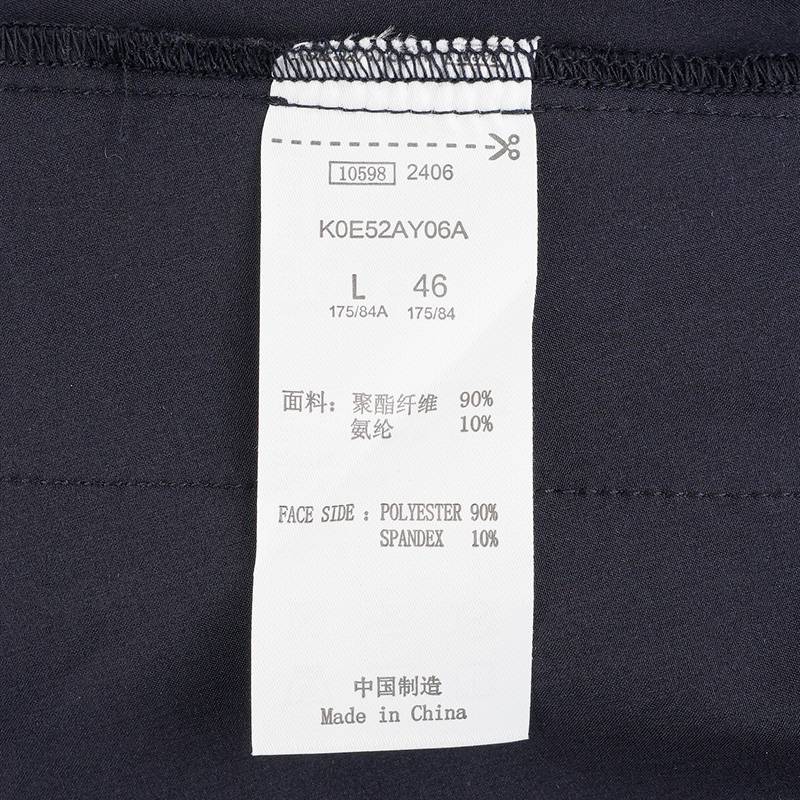 10598 2406
K0E52AY06A
L 46
175/84A 175/84
面料: 聚酯纤维 90%
氨纶 10%
FACE SIDE : POLYESTER 90%
SPANDEX 10%
中国制造
Made in China